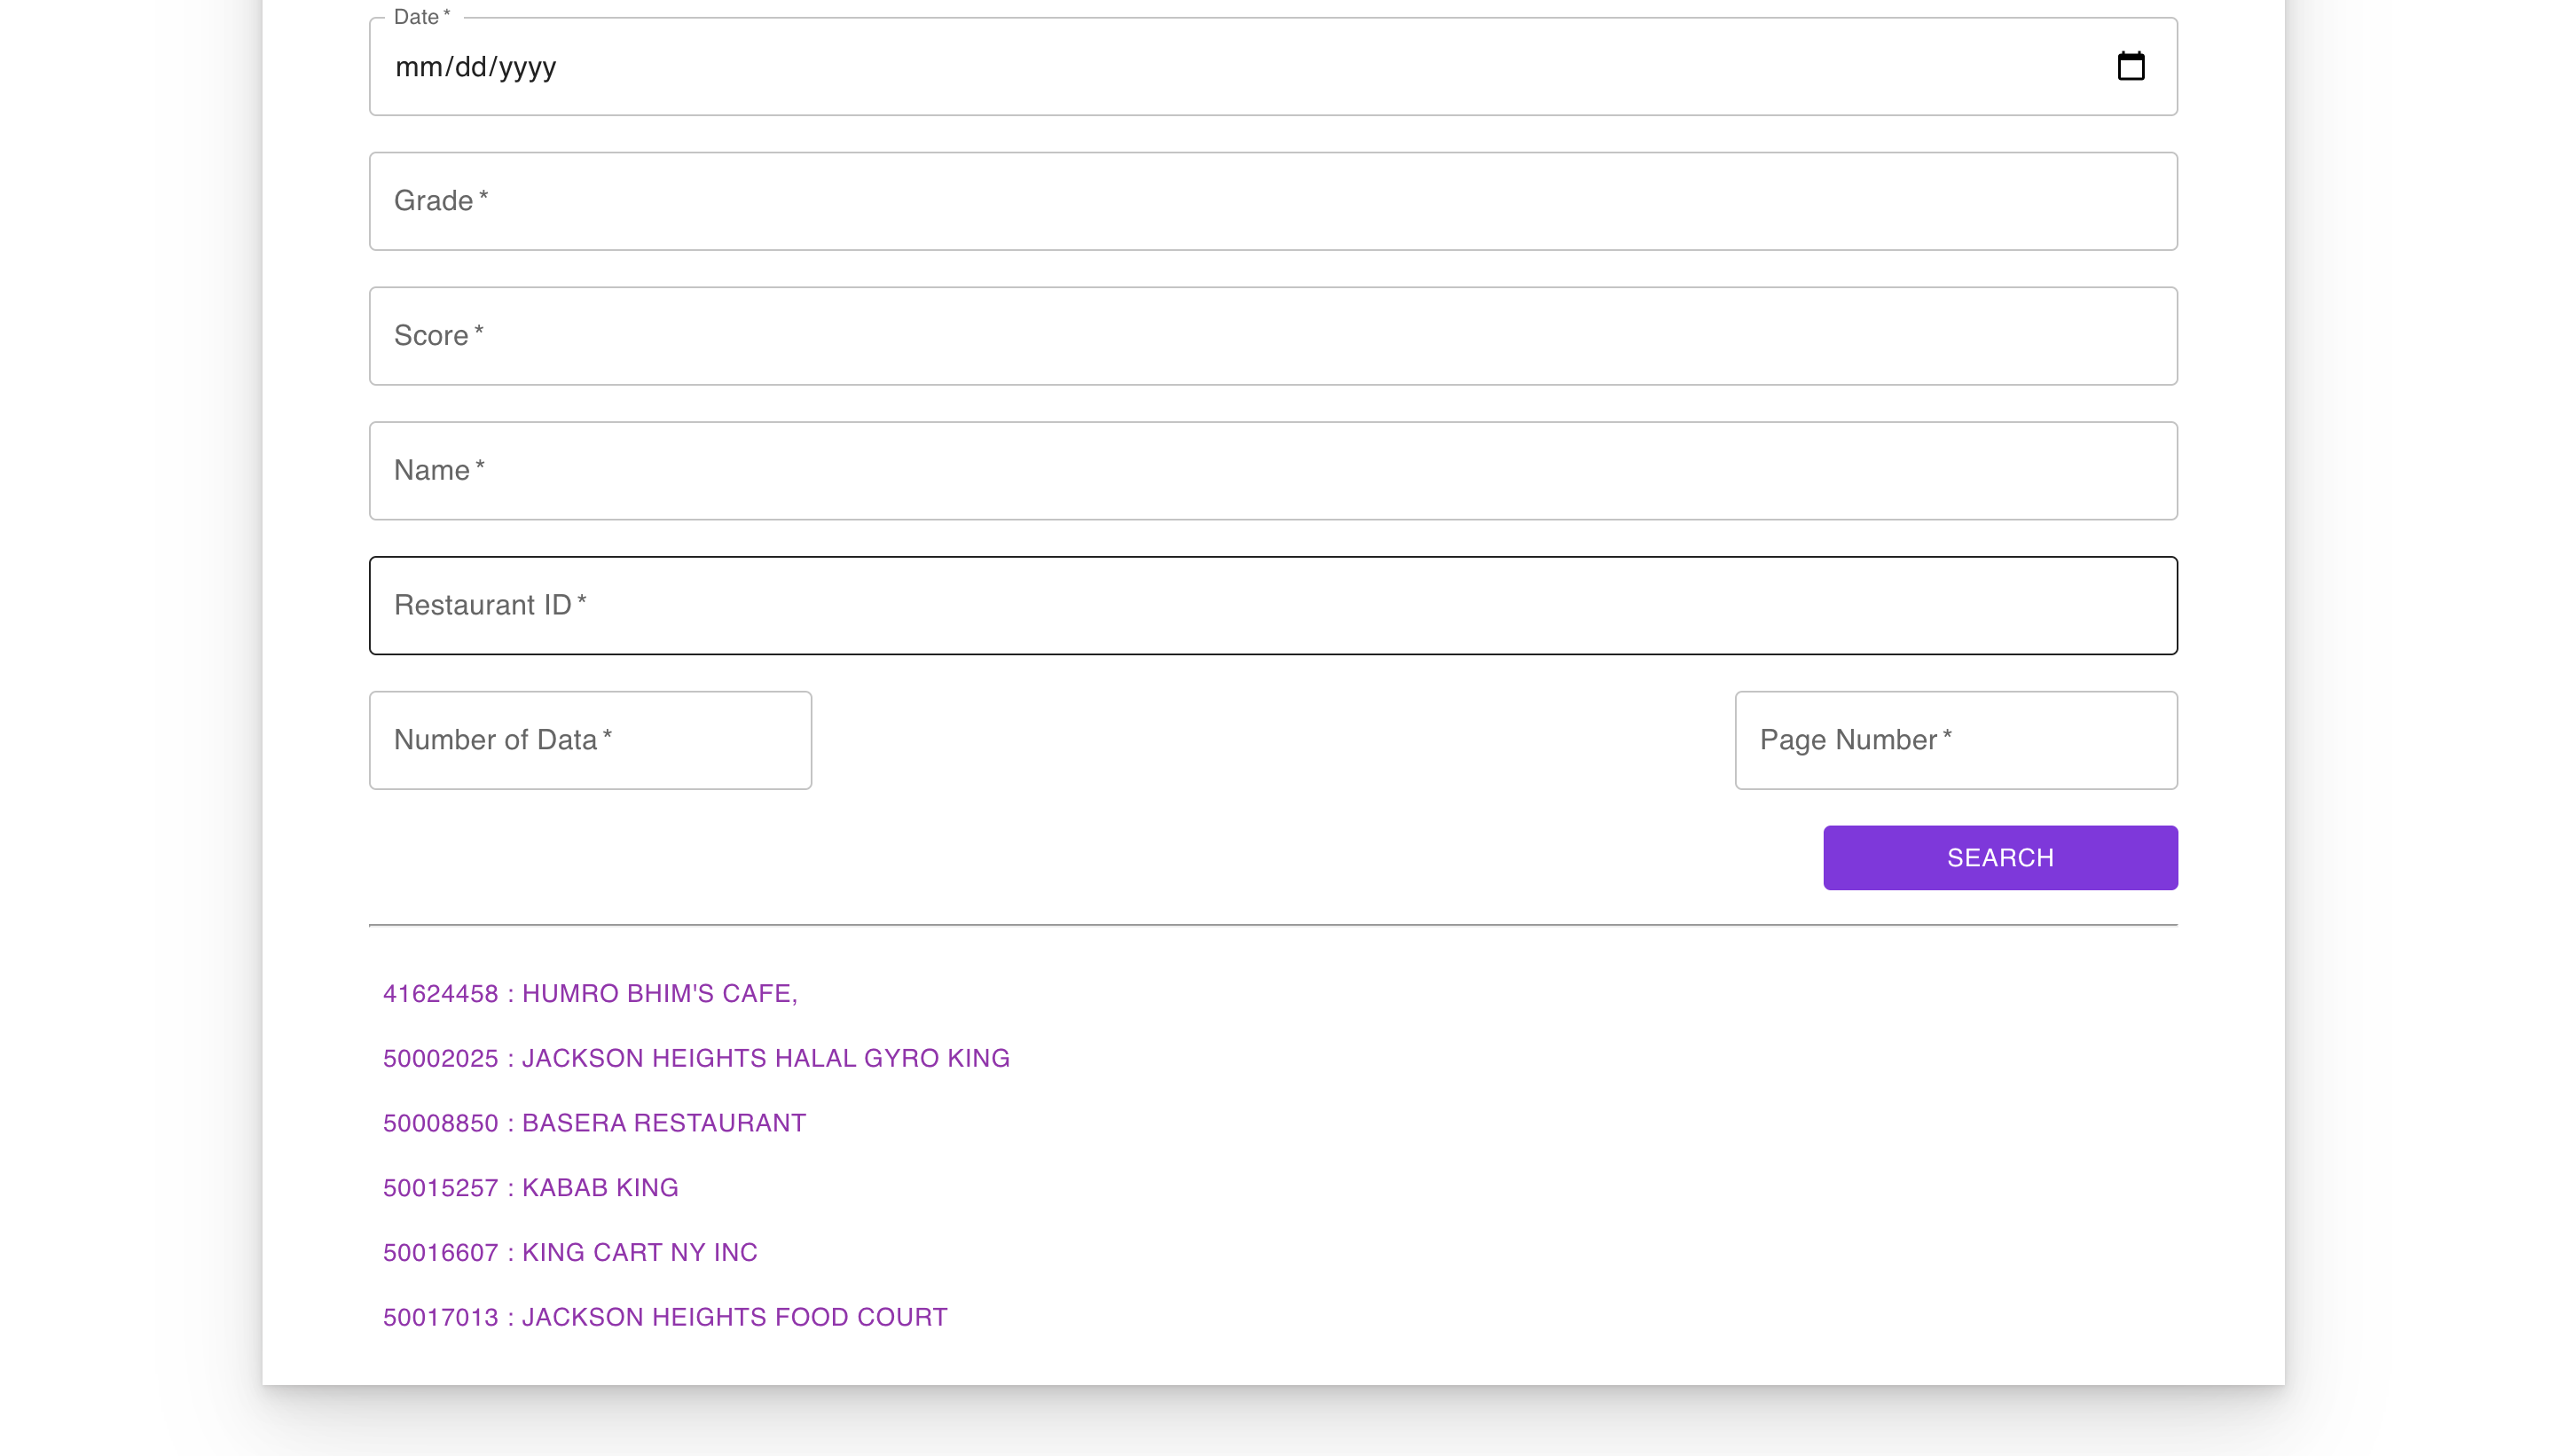 Date *
mm/dd/yyyy
Grade *
Score *
Name *
Restaurant ID *
Number of Data *
Page Number *
SEARCH
41624458 : HUMRO BHIM'S CAFE,
50002025 : JACKSON HEIGHTS HALAL GYRO KING
50008850 : BASERA RESTAURANT
50015257 : KABAB KING
50016607 : KING CART NY INC
50017013 : JACKSON HEIGHTS FOOD COURT